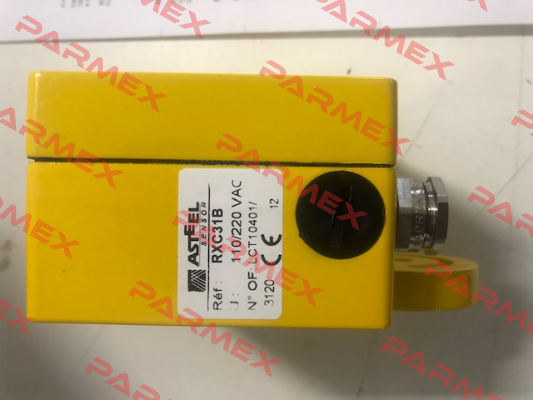 ASTEEL
SENSOR
Réf : RXC31B
U : 110/220 VAC
N° OF :LCT10401/
3120 CE 12
PARMEX
PARMEX
PARMEX
PARMEX
PARMEX
PARMEX
PARMEX
PARMEX